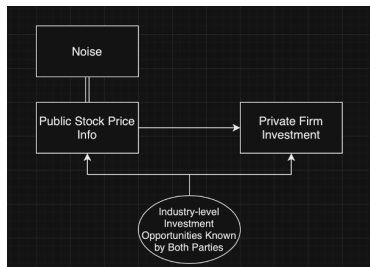 Noise
Public Stock Price
Info
Private Firm
Investment
Industry-level
Investment
Opportunities Known
by Both Parties